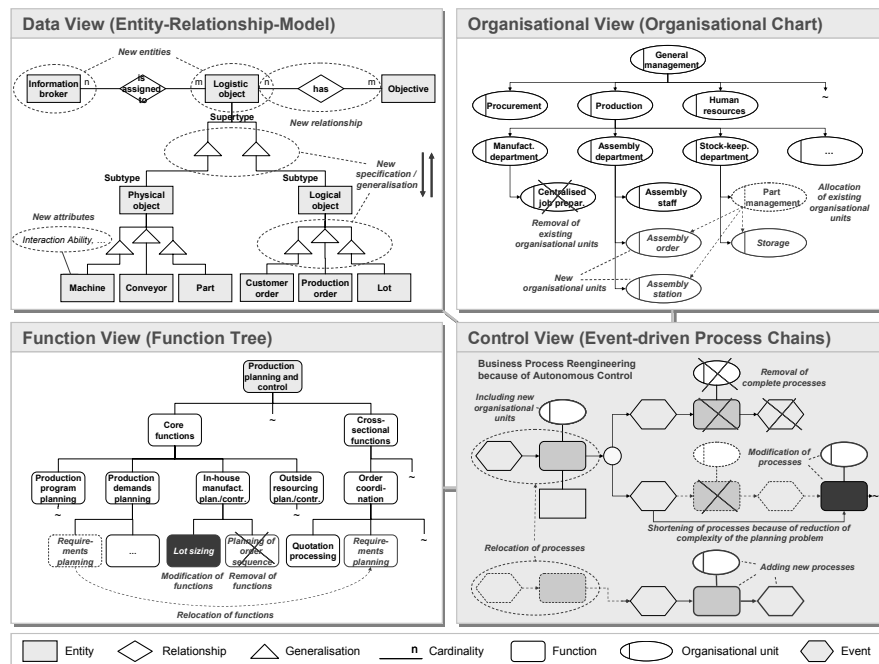 Data View (Entity-Relationship-Model)
New entities
Information
broker
n
is
assigned
to
m
Logistic
object
n
has
m
Objective
Supertype
New relationship
New
specification /
generalisation
Subtype
Subtype
Physical
object
Logical
object
New attributes
Interaction Ability,
Machine
Conveyor
Part
Customer
order
Production
order
Lot
Organisational View (Organisational Chart)
General
management
Procurement
Production
Human
resources
~
Manufact.
department
Assembly
department
Stock-keep.
department
...
Centralised
job prepar.
Assembly
staff
Part
management
Allocation
of existing
organisational
units
Removal of
existing
organisational units
Assembly
order
Storage
New
organisational units
Assembly
station
Function View (Function Tree)
Production
planning and
control
~
Core
functions
Cross-
sectional
functions
Production
program
planning
Production
demands
planning
In-house
manufact.
plan./contr.
Outside
resourcing
plan./contr.
Order
coordi-
nation
~
~
~
Require-
ments
planning
...
Lot sizing
Planning of
order
sequence
Quotation
processing
Require-
ments
planning
~
Modification of
functions
Removal of
functions
Relocation of functions
Control View (Event-driven Process Chains)
Business Process Reengineering
because of Autonomous Control
Including new
organisational
units
Removal of
complete processes
Modification of
processes
~
Shortening of processes because of reduction of
complexity of the planning problem
Relocation of processes
Adding new processes
Entity
Relationship
Generalisation
n
Cardinality
Function
Organisational unit
Event